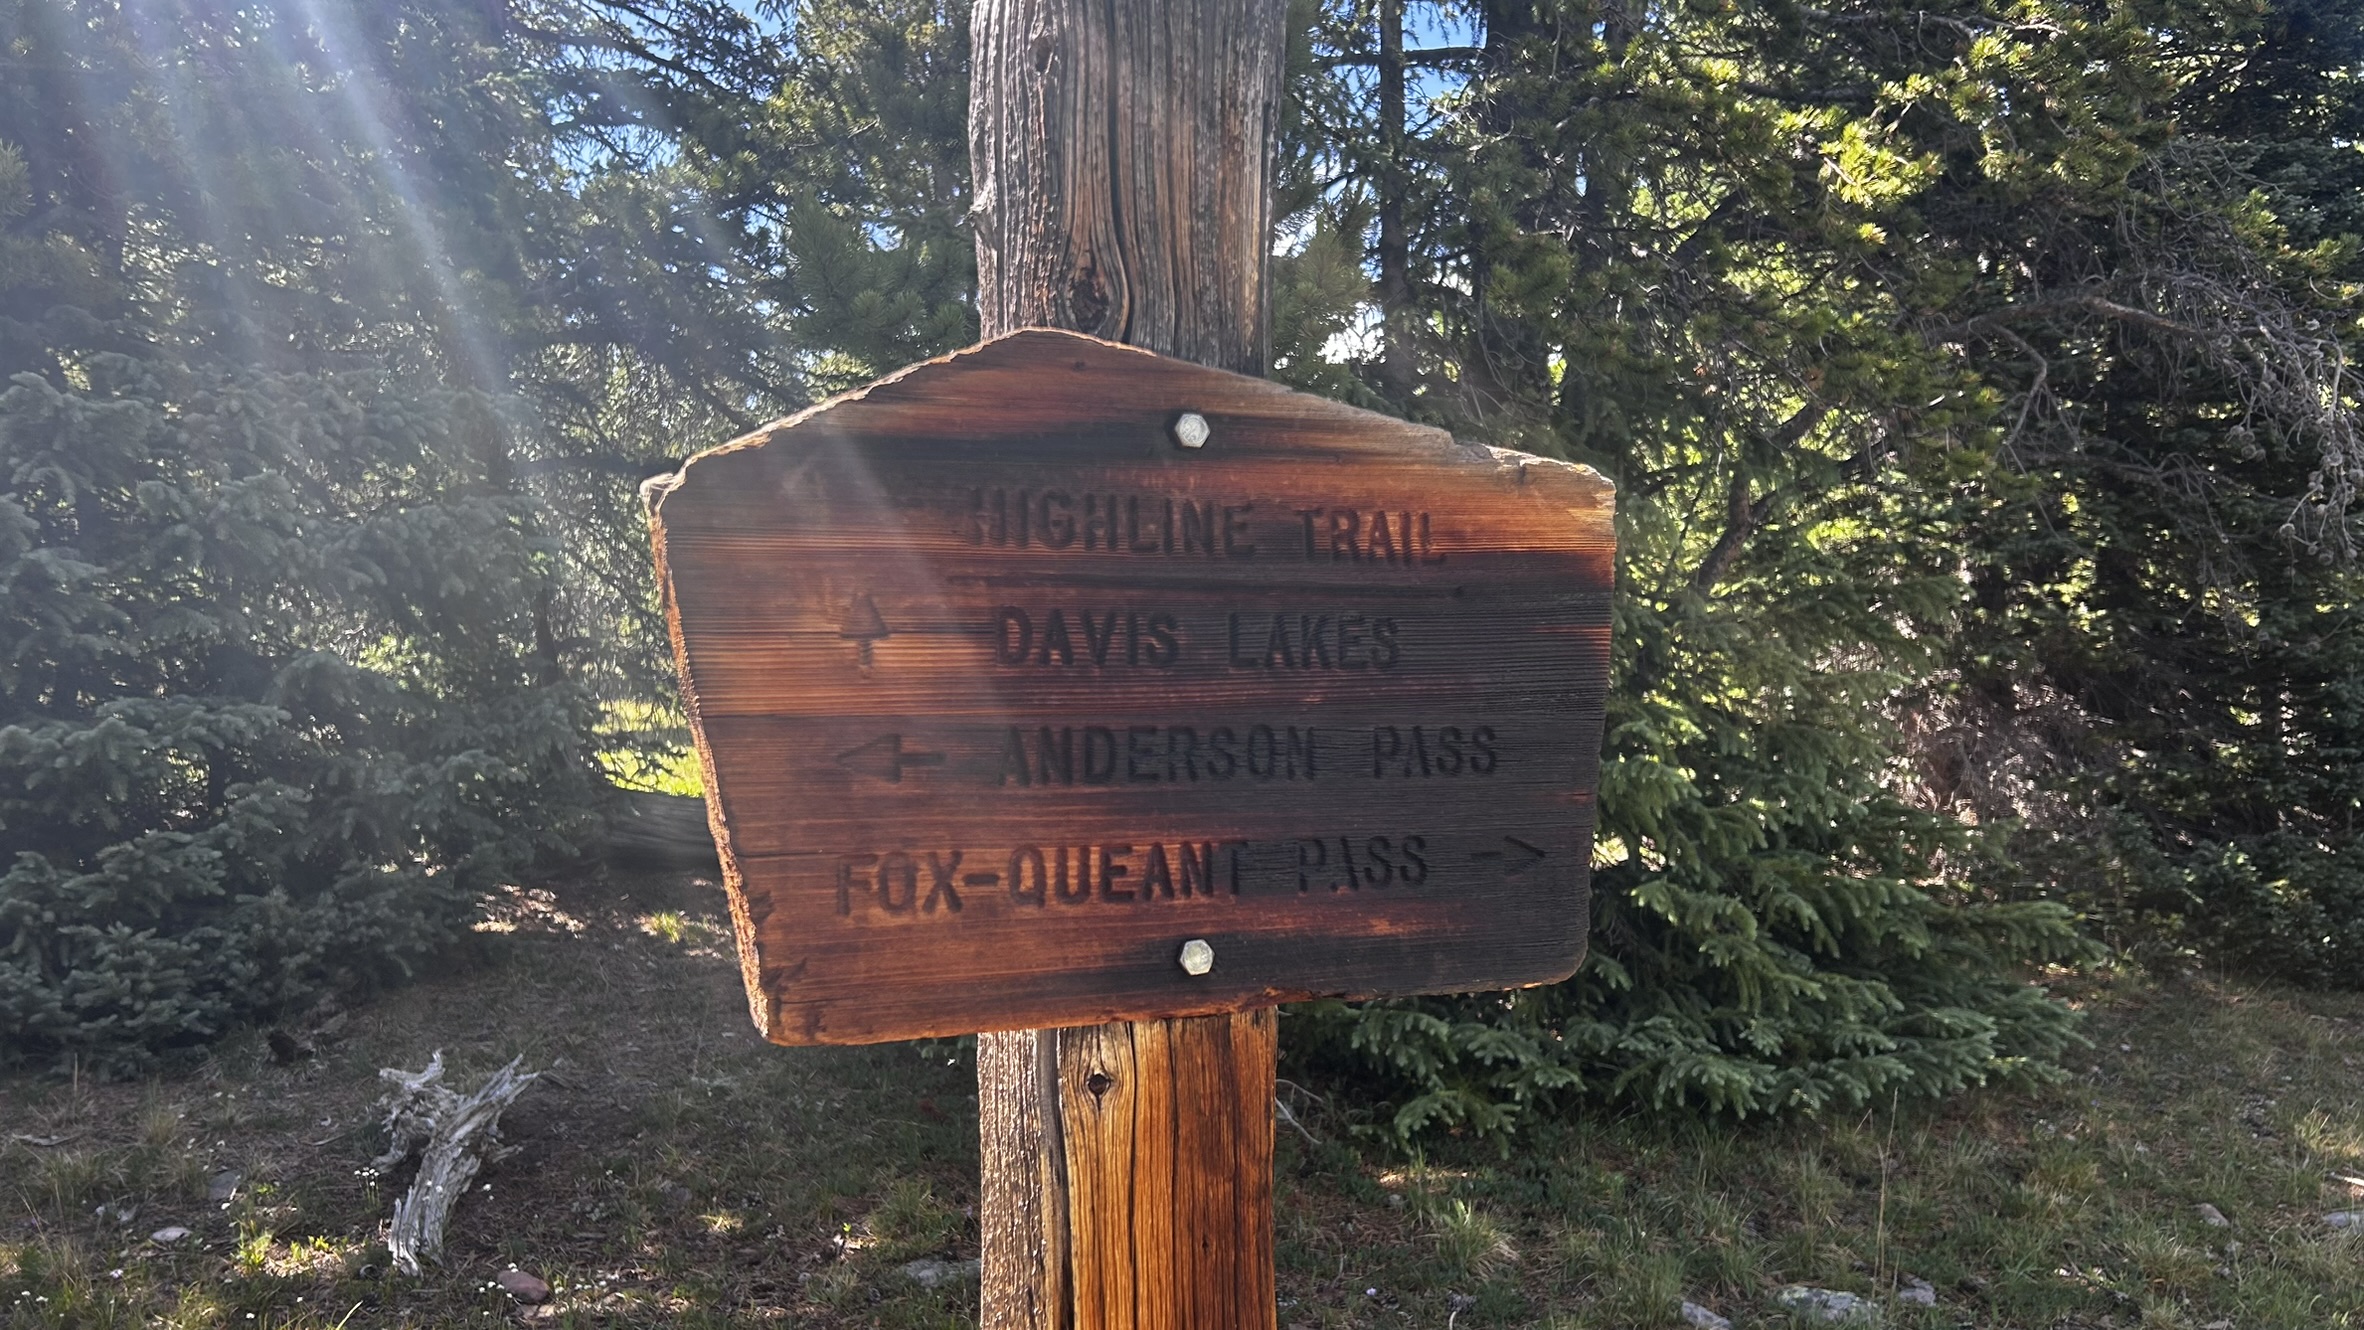 HIGHLINE TRAIL
↑ DAVIS LAKES
← ANDERSON PASS
FOX-QUEANT PASS →